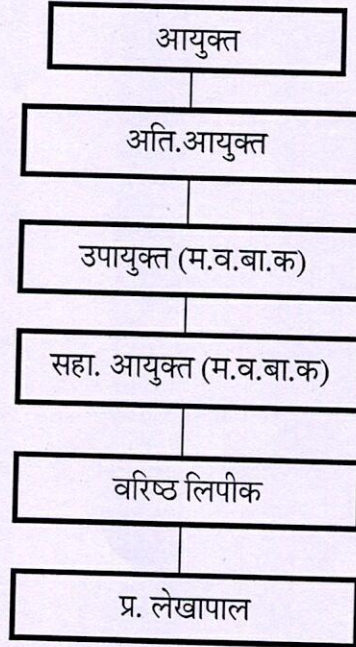 आयुक्त
अति.आयुक्त
उपायुक्त (म.व.बा.क)
सहा. आयुक्त (म.व.बा.क)
वरिष्ठ लिपीक
प्र. लेखापाल